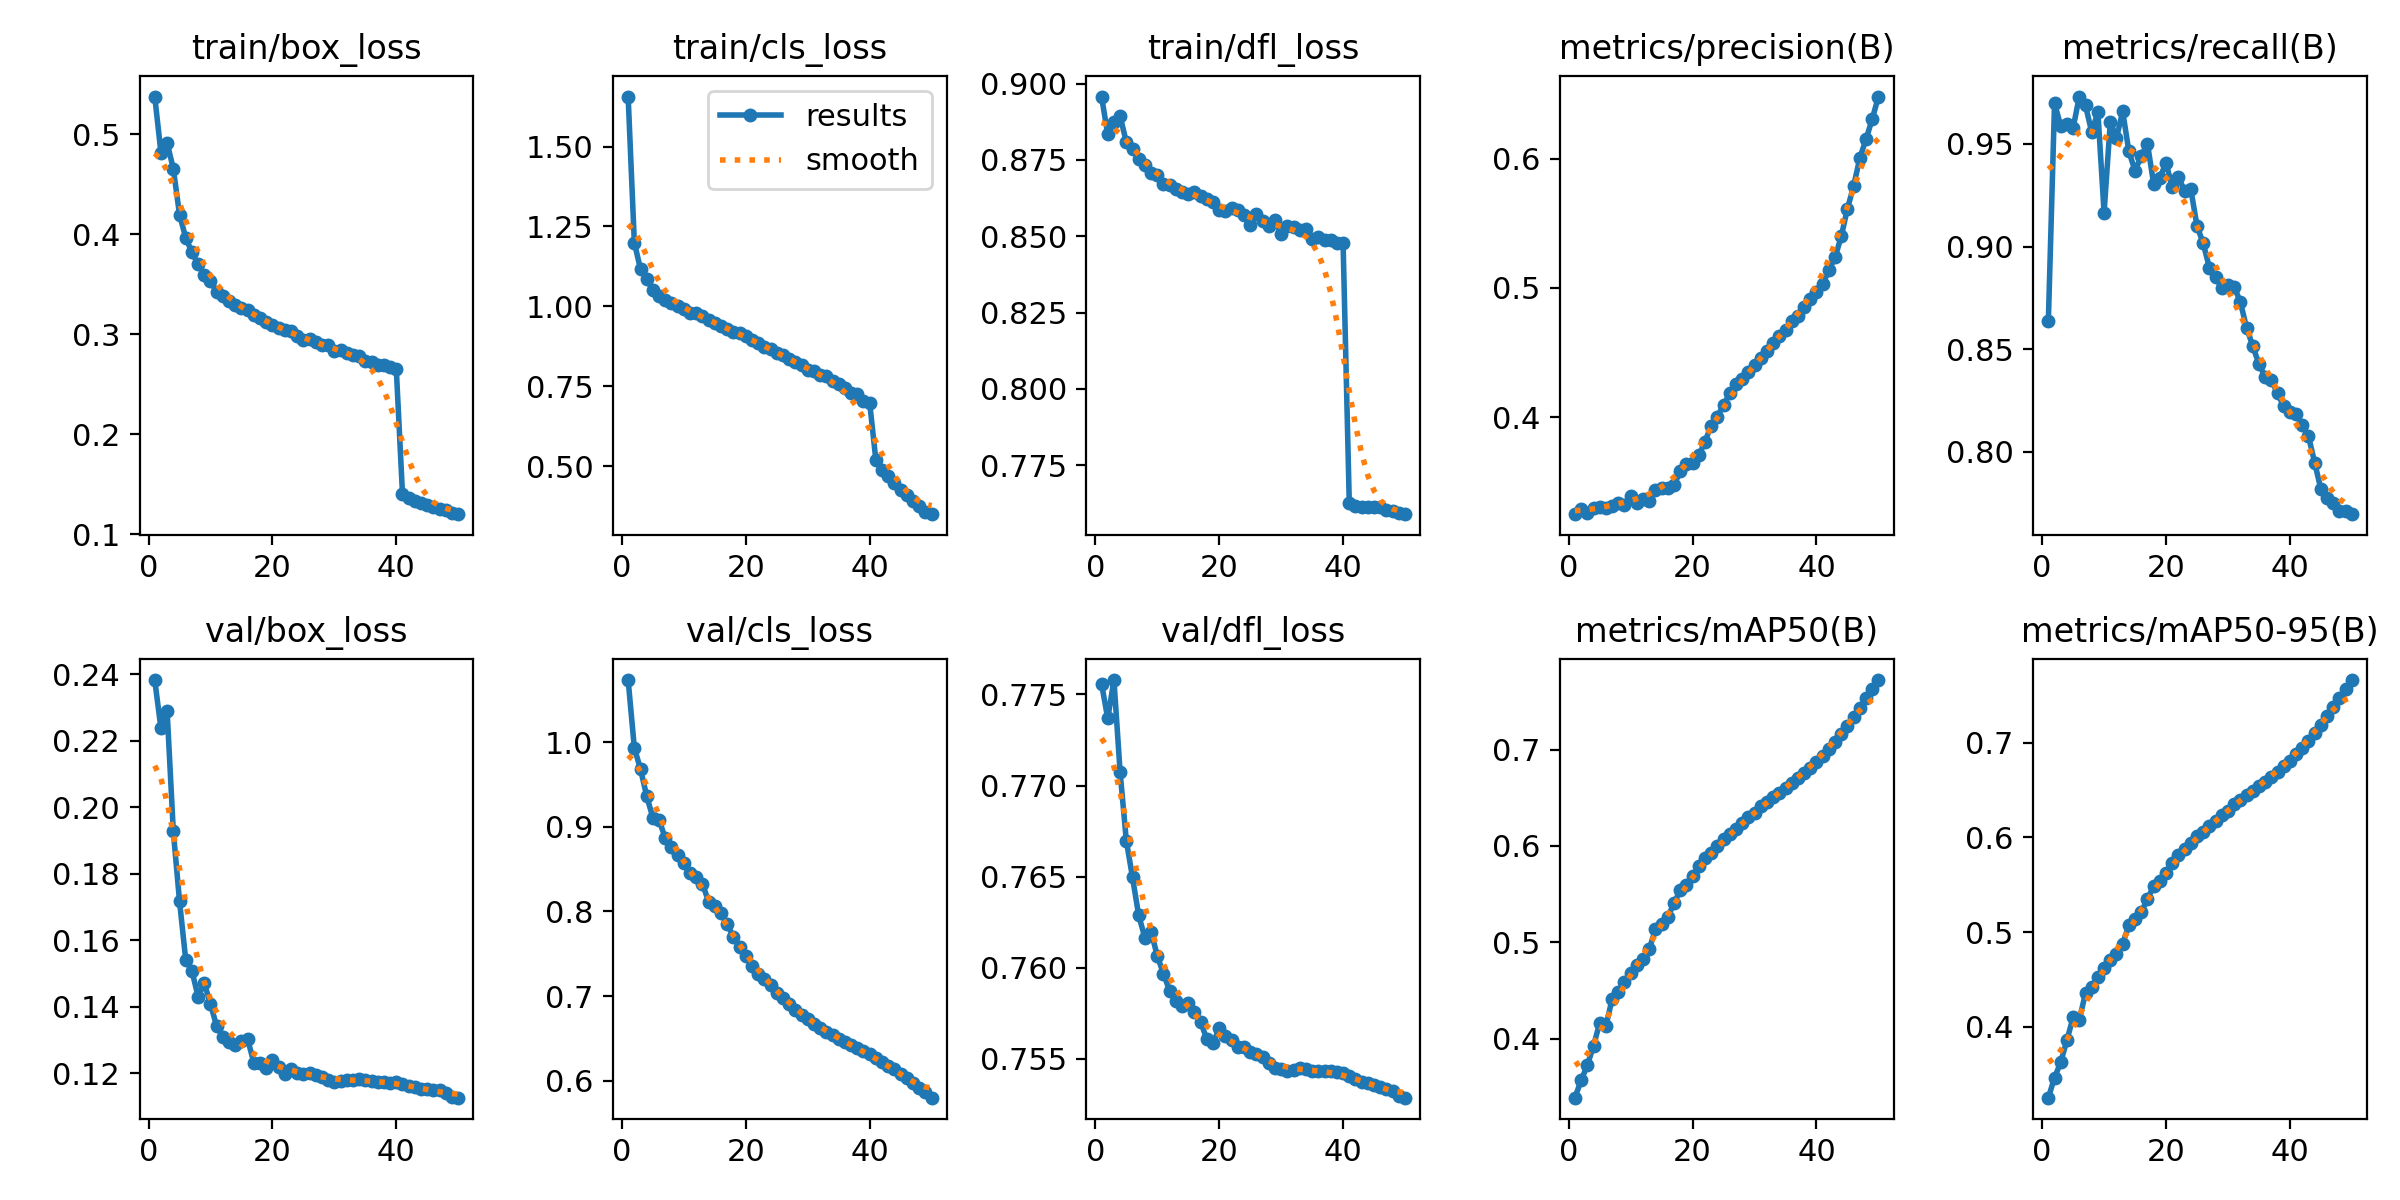 train/box_loss
train/cls_loss
train/dfl_loss
metrics/precision(B)
metrics/recall(B)
0.5
0.4
0.3
0.2
0.1
0 20 40
results
smooth
1.50
1.25
1.00
0.75
0.50
0 20 40
0.900
0.875
0.850
0.825
0.800
0.775
0 20 40
0.6
0.5
0.4
0 20 40
0.95
0.90
0.85
0.80
0 20 40
val/box_loss
val/cls_loss
val/dfl_loss
metrics/mAP50(B)
metrics/mAP50-95(B)
0.24
0.22
0.20
0.18
0.16
0.14
0.12
0 20 40
1.0
0.9
0.8
0.7
0.6
0 20 40
0.775
0.770
0.765
0.760
0.755
0 20 40
0.7
0.6
0.5
0.4
0 20 40
0.7
0.6
0.5
0.4
0 20 40